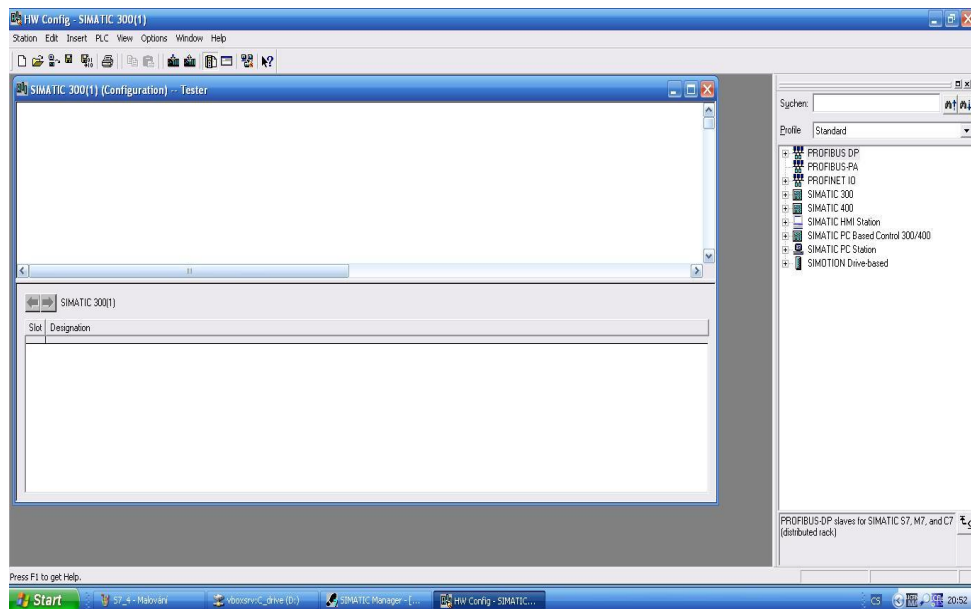 HW Config - SIMATIC 300(1)
Station Edit Insert PLC View Options Window Help
SIMATIC 300(1) (Configuration) -- Tester
Suchen:
Profile Standard
PROFIBUS DP
PROFIBUS-PA
PROFINET IO
SIMATIC 300
SIMATIC 400
SIMATIC HMI Station
SIMATIC PC Based Control 300/400
SIMATIC PC Station
SIMOTION Drive-based
SIMATIC 300(1)
Slot Designation
PROFIBUS-DP slaves for SIMATIC S7, M7, and C7
(distributed rack)
Press F1 to get Help.
Start S7_4 - Malování vboxsrv\C_drive (D:) SIMATIC Manager - [... HW Config - SIMATIC... CS 20:52